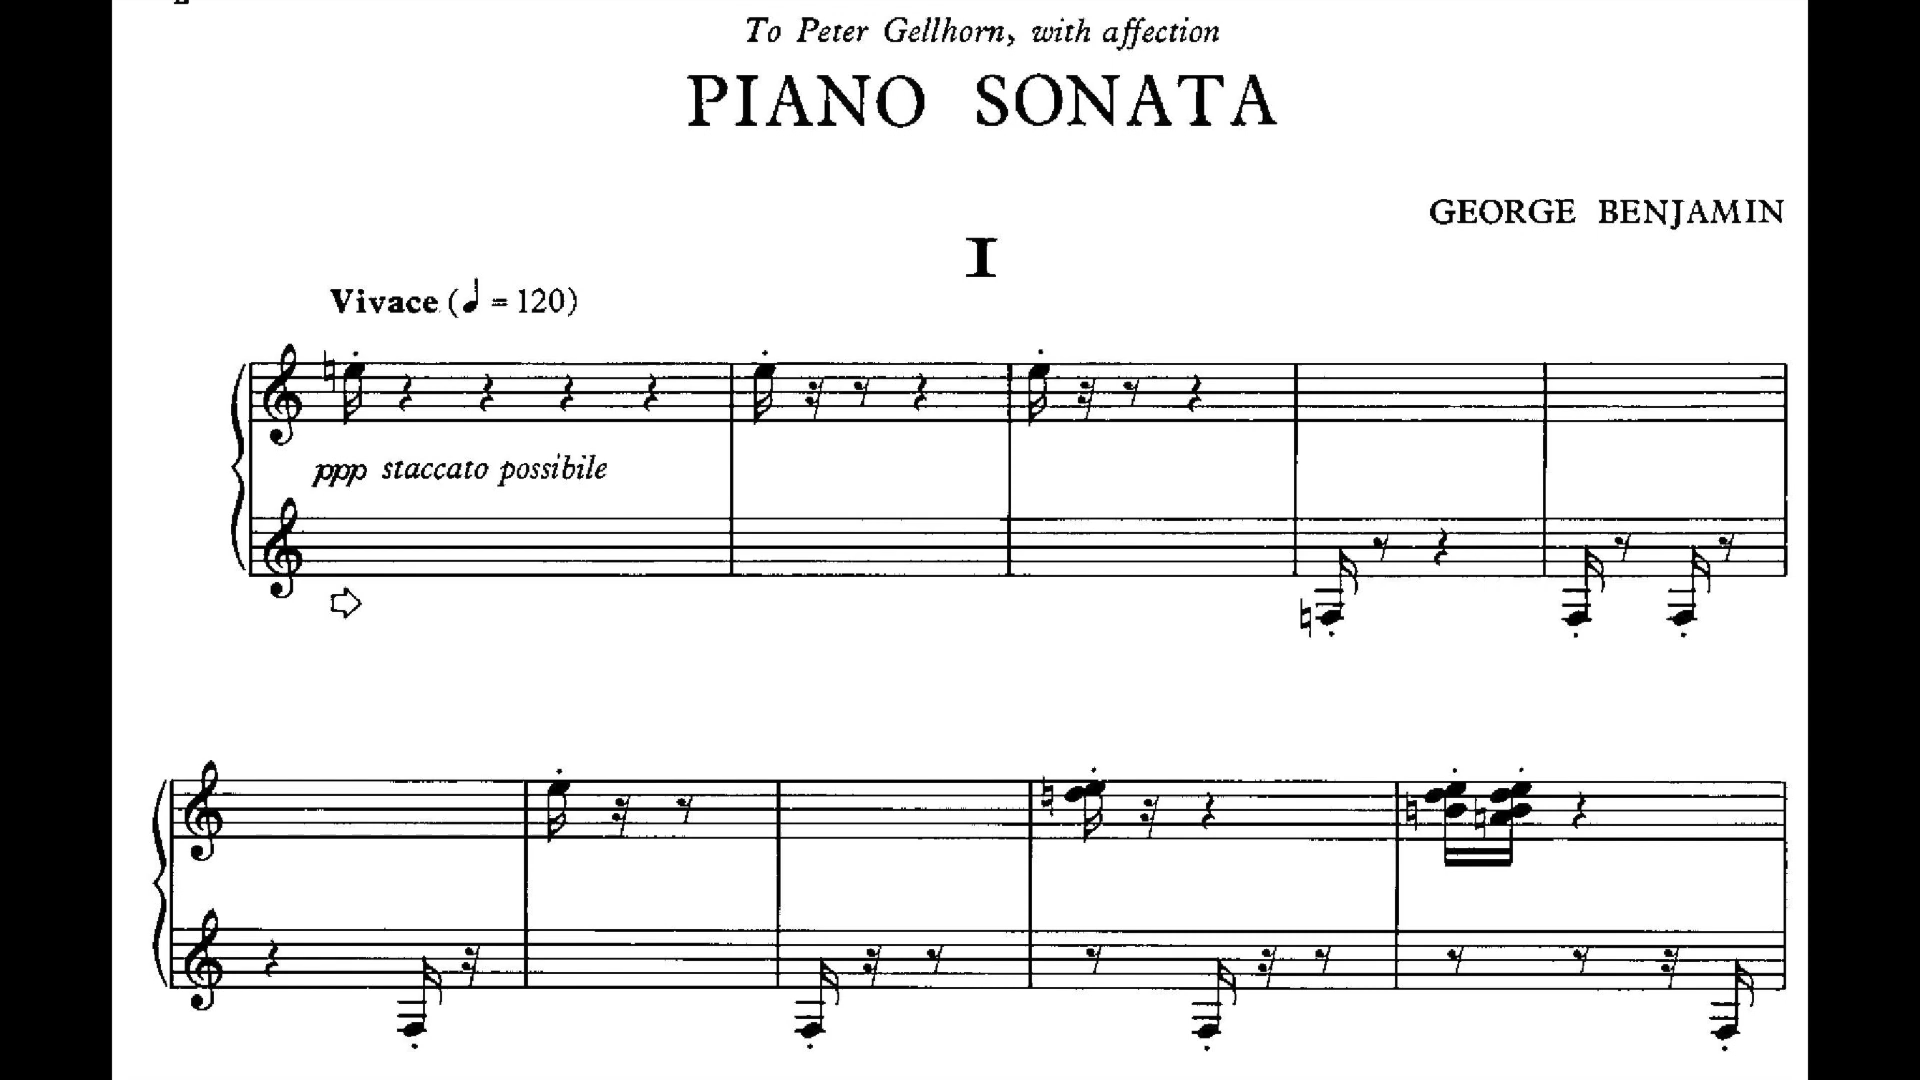 To Peter Gellhorn, with affection
PIANO SONATA
GEORGE BENJAMIN
I
Vivace (♩ = 120)
ppp staccato possibile